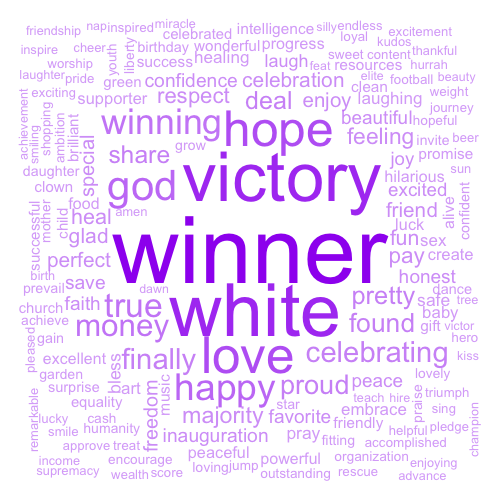 friendship nap inspired miracle
celebrated intelligence silly endless
inspire cheer youth liberty birthday wonderful progress loyal kudos excitement
worship success healing laugh sweet content thankful
laughter pride green confidence celebration feat resources elite hurrah
exciting supporter respect deal enjoy clean football beauty
achievement smiling shopping ambition brilliant winning hope laughing weight
beautiful journey
share grow feeling invite hopeful beer
daughter special god victory joy promise
clown hilarious sun
successful mother food child heal amen excited alive confident
friend
glad winner luck
perfect fun sex
pay create
birth save dawn honest
prevail white pretty safe dance tree
church faith true baby
achieve money found gift victor
pleased gain love hero
excellent finally celebrating kiss
garden bless happy proud peace lovely
surprise art teach hire praise triumph
remarkable equality freedom music star embrace sing
lucky cash majority favorite friendly
smile humanity inauguration pray fitting helpful pledge champion
approve treat peaceful accomplished
income encourage loving jump powerful organization enjoying
supremacy wealth score outstanding rescue advance